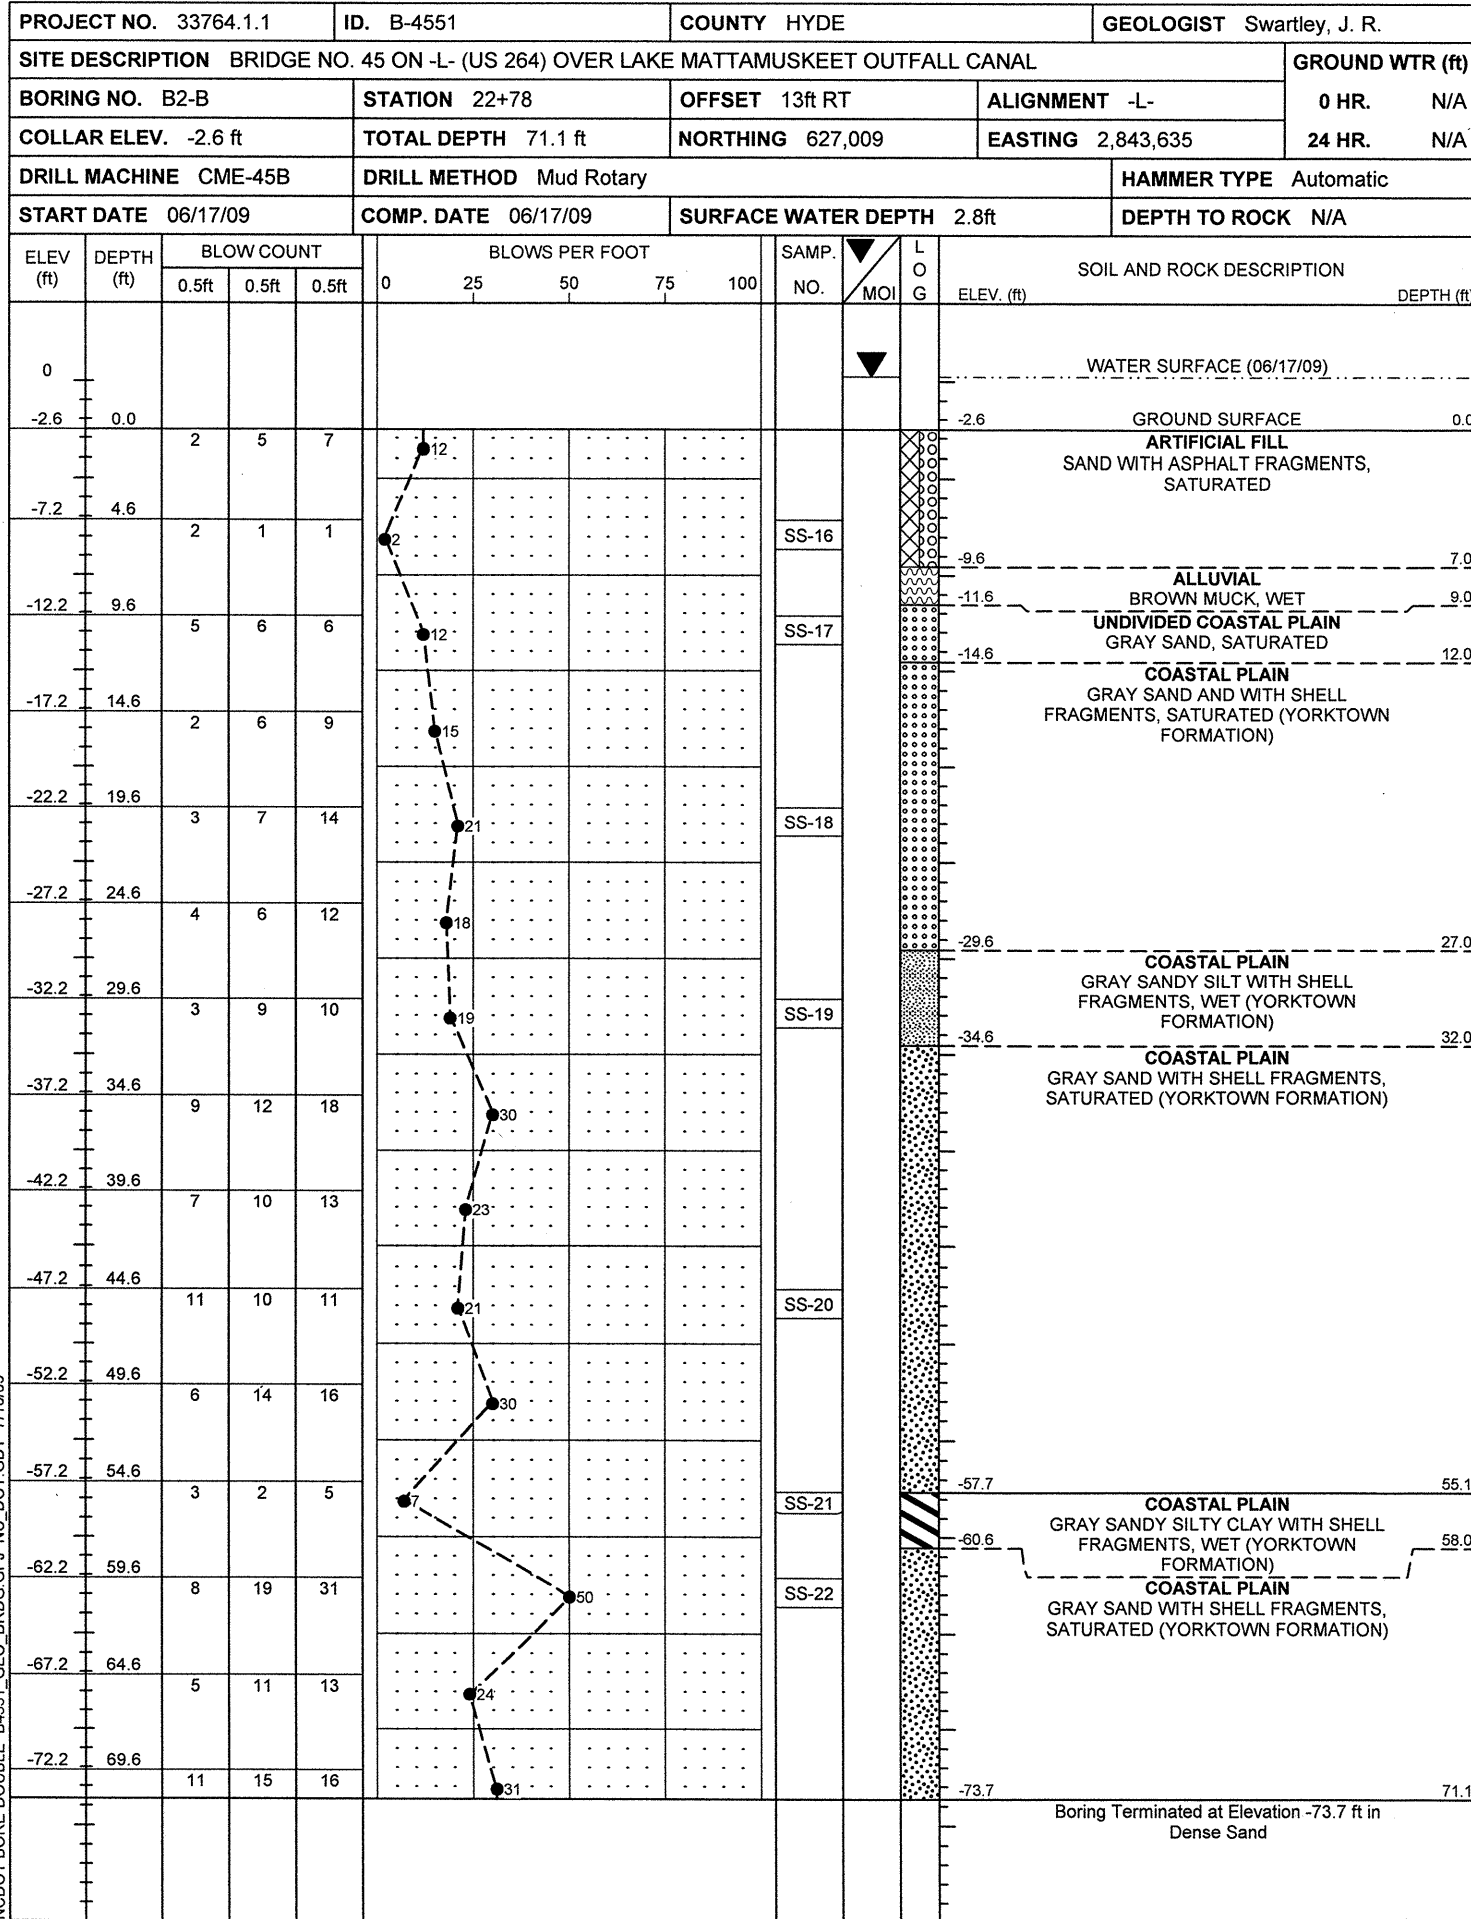 PROJECT NO. 33764.1.1 ID. B-4551 COUNTY HYDE GEOLOGIST Swartley, J. R.
SITE DESCRIPTION BRIDGE NO. 45 ON -L- (US 264) OVER LAKE MATTAMUSKEET OUTFALL CANAL GROUND WTR (ft)
BORING NO. B2-B STATION 22+78 OFFSET 13ft RT ALIGNMENT -L- 0 HR. N/A
COLLAR ELEV. -2.6 ft TOTAL DEPTH 71.1 ft NORTHING 627,009 EASTING 2,843,635 24 HR. N/A
DRILL MACHINE CME-45B DRILL METHOD Mud Rotary HAMMER TYPE Automatic
START DATE 06/17/09 COMP. DATE 06/17/09 SURFACE WATER DEPTH 2.8ft DEPTH TO ROCK N/A
ELEV (ft) DEPTH (ft) BLOW COUNT BLOWS PER FOOT SAMP. NO. MOI LOG SOIL AND ROCK DESCRIPTION
0.5ft 0.5ft 0.5ft 0 25 50 75 100 ELEV. (ft) DEPTH (ft)
0 WATER SURFACE (06/17/09)
-2.6 0.0 -2.6 GROUND SURFACE 0.0
2 5 7 12 ARTIFICIAL FILL
SAND WITH ASPHALT FRAGMENTS,
SATURATED
-7.2 4.6
2 1 1 2 SS-16
-9.6 7.0
ALLUVIAL
-11.6 BROWN MUCK, WET 9.0
-12.2 9.6
5 6 6 12 SS-17 UNDIVIDED COASTAL PLAIN
GRAY SAND, SATURATED
-14.6 12.0
COASTAL PLAIN
GRAY SAND AND WITH SHELL
FRAGMENTS, SATURATED (YORKTOWN
FORMATION)
-17.2 14.6
2 6 9 15
-22.2 19.6
3 7 14 21 SS-18
-27.2 24.6
4 6 12 18
-29.6 27.0
COASTAL PLAIN
GRAY SANDY SILT WITH SHELL
FRAGMENTS, WET (YORKTOWN
FORMATION)
-32.2 29.6
3 9 10 19 SS-19
-34.6 32.0
COASTAL PLAIN
GRAY SAND WITH SHELL FRAGMENTS,
SATURATED (YORKTOWN FORMATION)
-37.2 34.6
9 12 18 30
-42.2 39.6
7 10 13 23
-47.2 44.6
11 10 11 21 SS-20
-52.2 49.6
6 14 16 30
-57.2 54.6
-57.7 55.1
3 2 5 7 SS-21 COASTAL PLAIN
GRAY SANDY SILTY CLAY WITH SHELL
-60.6 FRAGMENTS, WET (YORKTOWN 58.0
FORMATION)
-62.2 59.6
8 19 31 50 SS-22 COASTAL PLAIN
GRAY SAND WITH SHELL FRAGMENTS,
SATURATED (YORKTOWN FORMATION)
-67.2 64.6
5 11 13 24
-72.2 69.6
11 15 16 31
-73.7 71.1
Boring Terminated at Elevation -73.7 ft in
Dense Sand